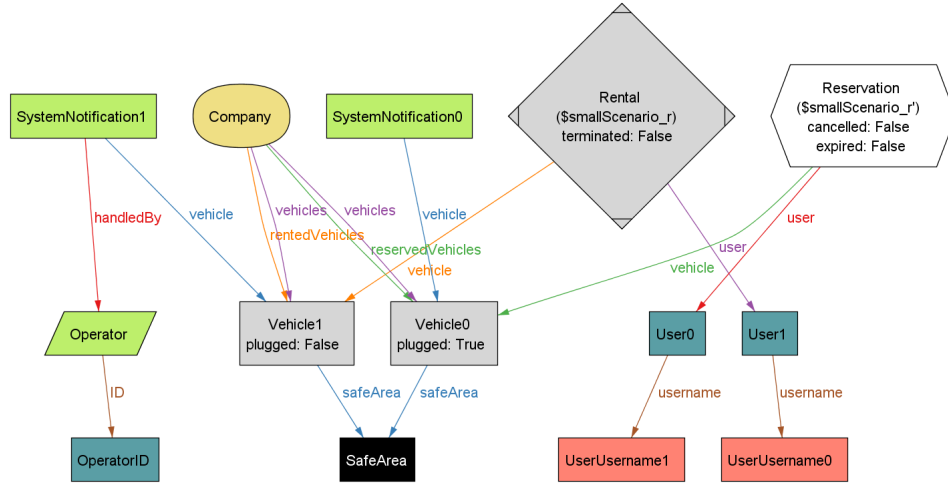 Rental
($smallScenario_r)
terminated: False
Reservation
($smallScenario_r')
cancelled: False
expired: False
SystemNotification1
Company
SystemNotification0
handledBy
vehicle
vehicles
vehicles
rentedVehicles
vehicle
reservedVehicles
vehicle
user
user
vehicle
Operator
Vehicle1
plugged: False
Vehicle0
plugged: True
User0
User1
ID
safeArea
safeArea
username
username
OperatorID
SafeArea
UserUsername1
UserUsername0